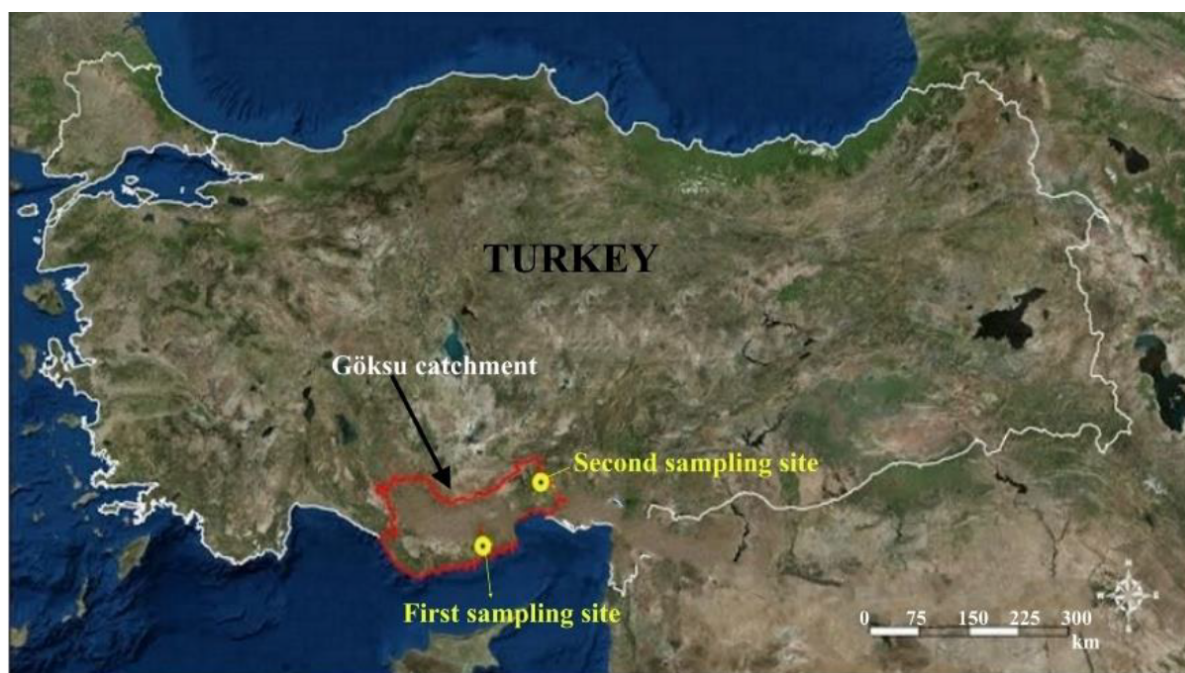 TURKEY
Göksu catchment
Second sampling site
First sampling site
0 75 150 225 300
km